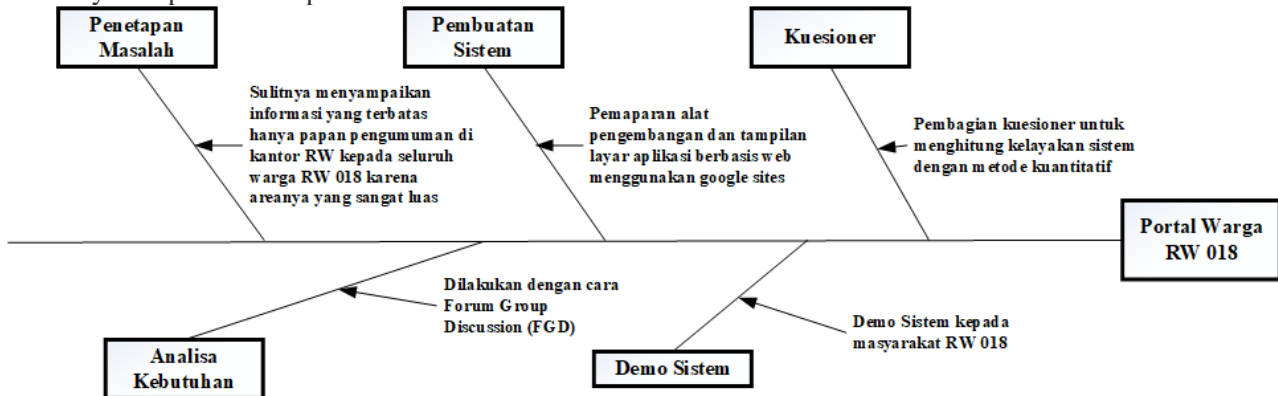 Penetapan
Masalah
Pembuatan
Sistem
Kuesioner
Sulitnya menyampaikan
informasi yang terbatas
hanya papan pengumuman di
kantor RW kepada seluruh
warga RW 018 karena
areanya yang sangat luas
Pemaparan alat
pengembangan dan tampilan
layar aplikasi berbasis web
menggunakan google sites
Pembagian kuesioner untuk
menghitung kelayakan sistem
dengan metode kuantitatif
Portal Warga
RW 018
Dilakukan dengan cara
Forum Group
Discussion (FGD)
Demo Sistem kepada
masyarakat RW 018
Analisa
Kebutuhan
Demo Sistem